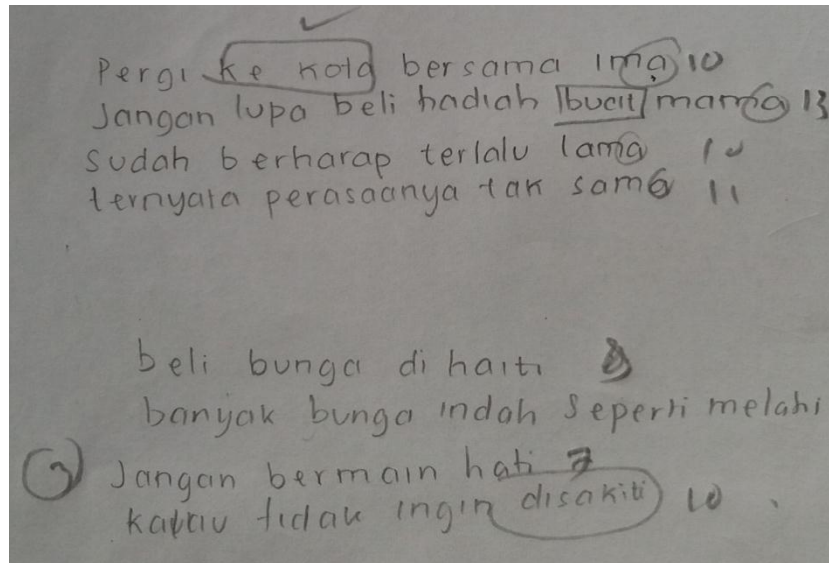 Pergi ke Kota bersama ima 10
Jangan lupa beli hadiah buat mama 13
sudah berharap terlalu lama 10
ternyata perasaanya tak sama 11
beli bunga di haiti 8
banyak bunga indah seperti melati
3 Jangan bermain hati 7
kalau tidak ingin disakiti 10